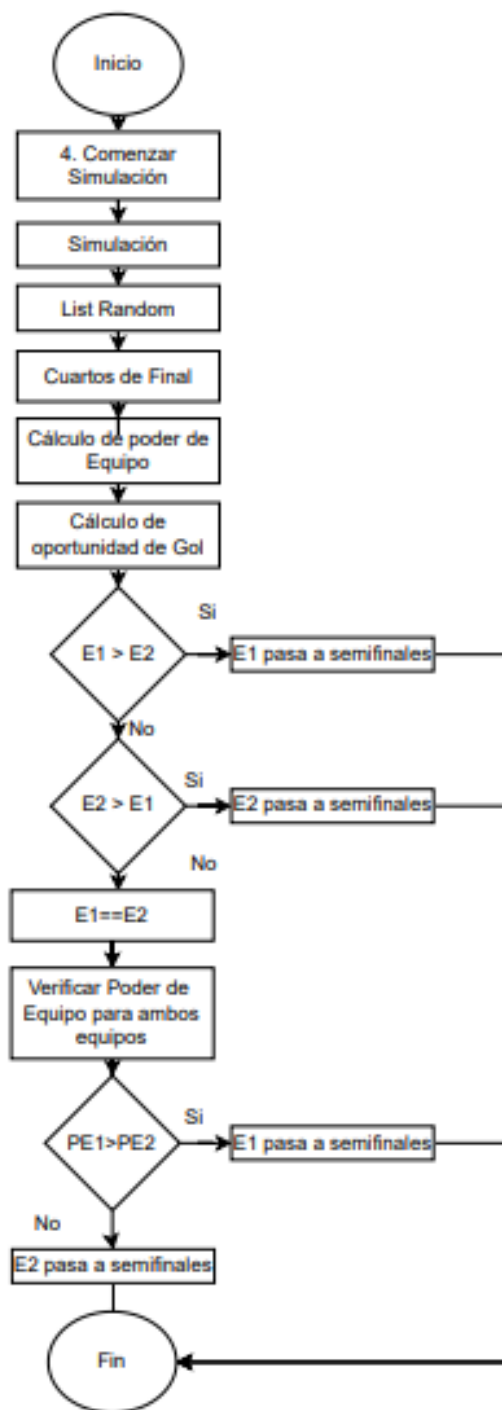 Inicio
4. Comenzar
Simulación
Simulación
List Random
Cuartos de Final
Cálculo de poder de
Equipo
Cálculo de
oportunidad de Gol
Si
E1 > E2
E1 pasa a semifinales
No
Si
E2 > E1
E2 pasa a semifinales
No
E1==E2
Verificar Poder de
Equipo para ambos
equipos
Si
PE1>PE2
E1 pasa a semifinales
No
E2 pasa a semifinales
Fin